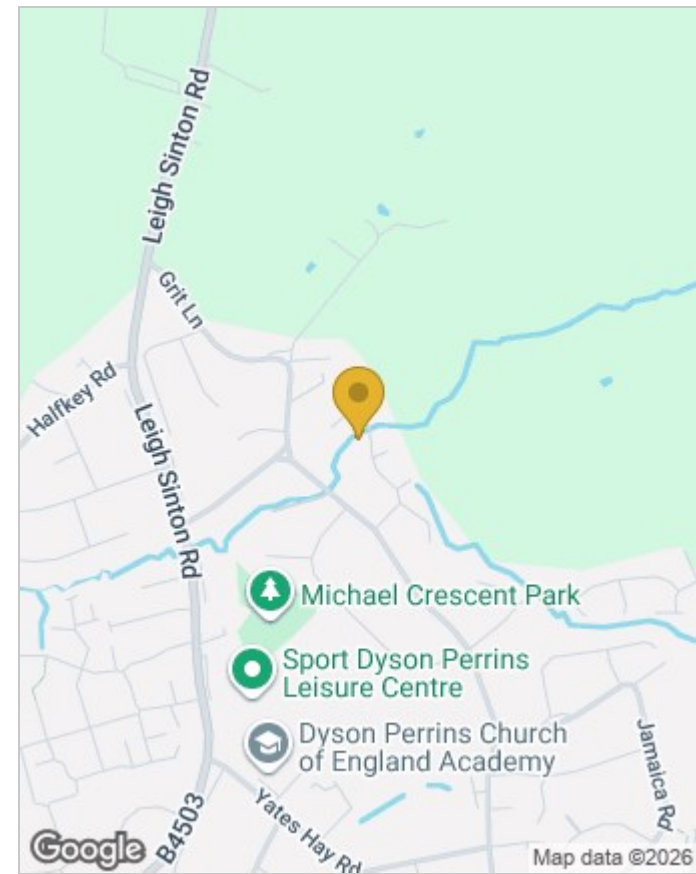 Leigh Sinton Rd
Grit Ln
Halfkey Rd
Leigh Sinton Rd
Michael Crescent Park
Sport Dyson Perrins
Leisure Centre
Dyson Perrins Church
of England Academy
Jamaica Rd
B4503
Yates Hay Rd
Google
Map data ©2026